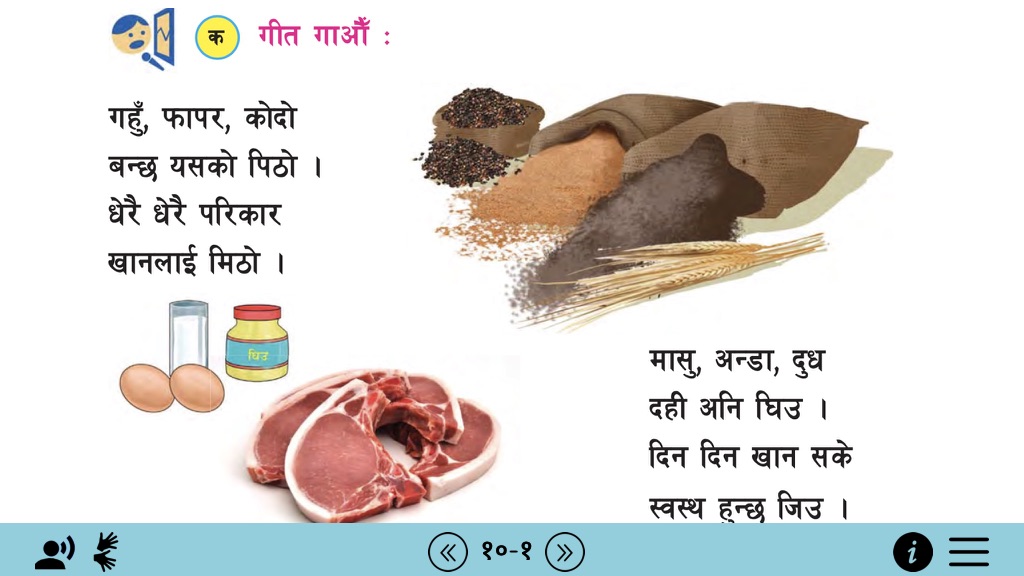 क गीत गाऔँ :
गहुँ, फापर, कोदो
बन्छ यसको पिठो ।
धेरै धेरै परिकार
खानलाई मिठो ।
घिउ
मासु, अन्डा, दुध
दही अनि घिउ ।
दिन दिन खान सके
स्वस्थ हुन्छ जिउ ।
१०-१
i